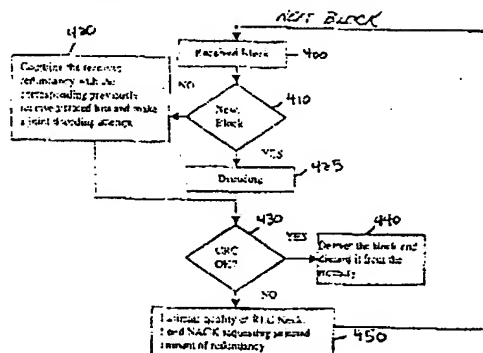 NEXT BLOCK
420
Received block
400
Combine the received
redundancy with the
corresponding previously
received stored bits and make
a joint decoding attempt
NO
410
New
Block
YES
Decoding
425
430
CRC
OK?
YES
440
Deliver the block and
discard it from the
memory
NO
Estimate quality of RLC block
Send NACK requesting
amount of redundancy
450